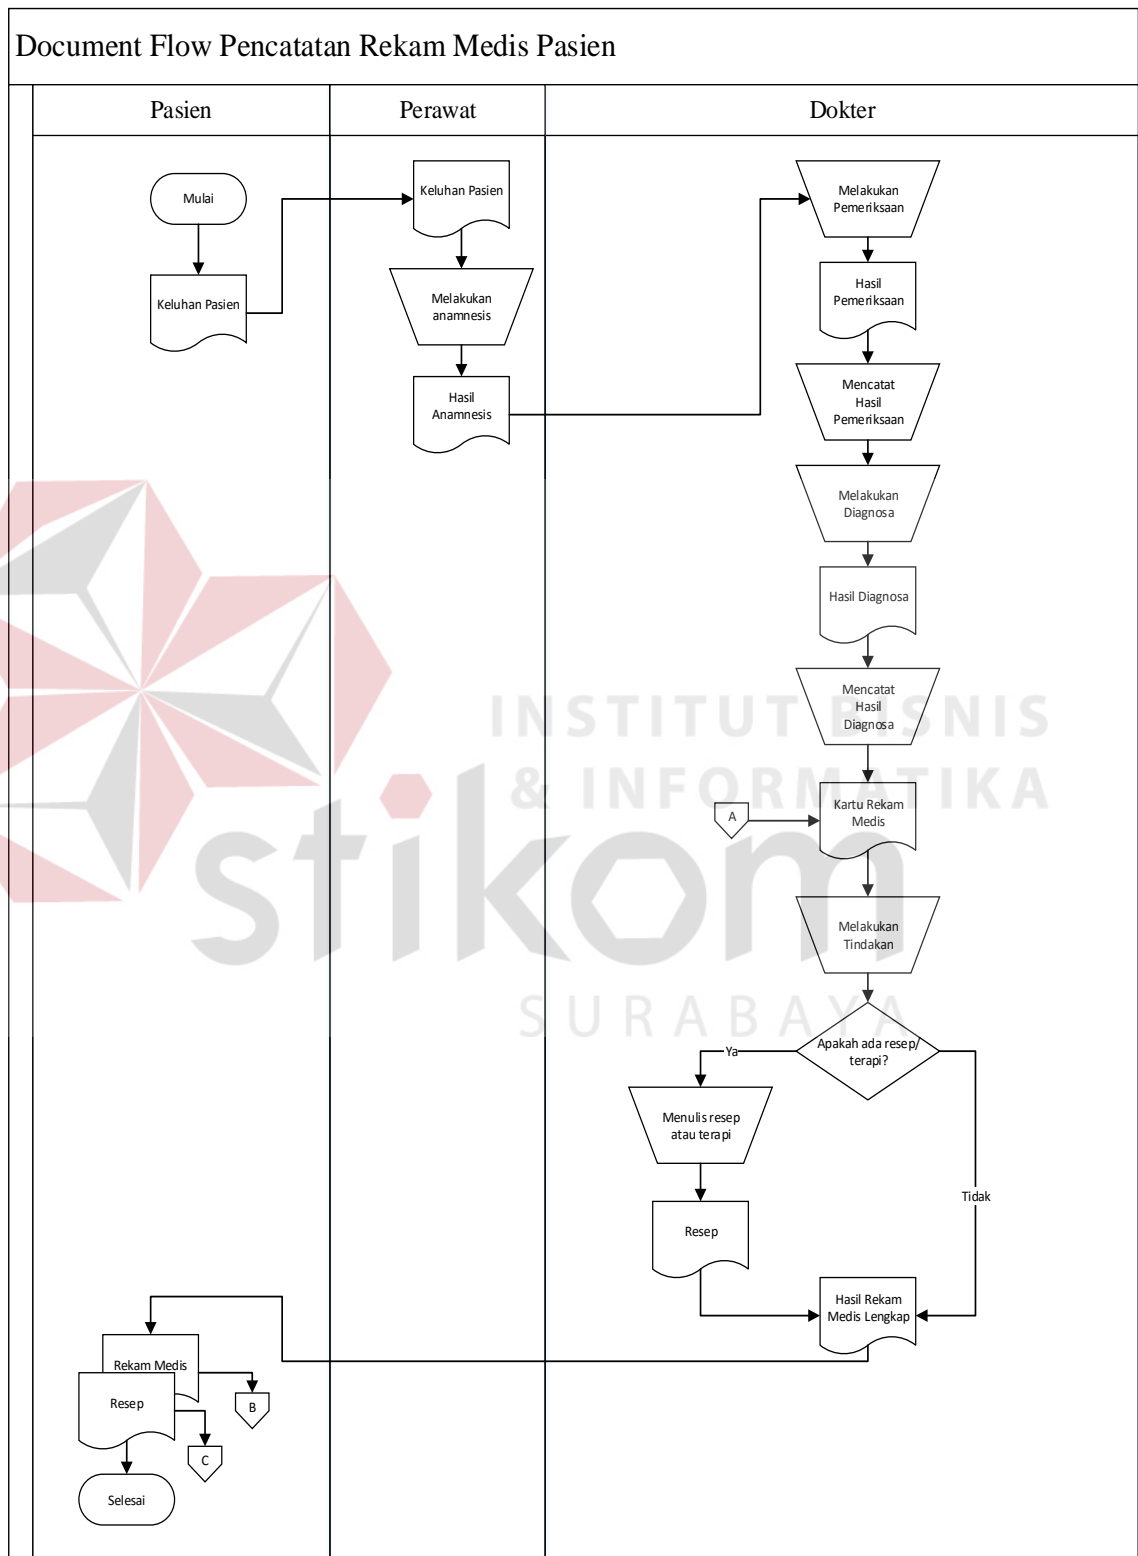 Document Flow Pencatatan Rekam Medis Pasien
Pasien
Perawat
Dokter
Mulai
Keluhan Pasien
Keluhan Pasien
Melakukan
anamnesis
Hasil
Anamnesis
Melakukan
Pemeriksaan
Hasil
Pemeriksaan
Mencatat
Hasil
Pemeriksaan
Melakukan
Diagnosa
Hasil Diagnosa
Mencatat
Hasil
Diagnosa
A
Kartu Rekam
Medis
Melakukan
Tindakan
Apakah ada resep/
terapi?
Ya
Tidak
Menulis resep
atau terapi
Resep
Hasil Rekam
Medis Lengkap
Rekam Medis
B
Resep
C
Selesai
INSTITUT BISNIS
& INFORMATIKA
stikom
SURABAYA